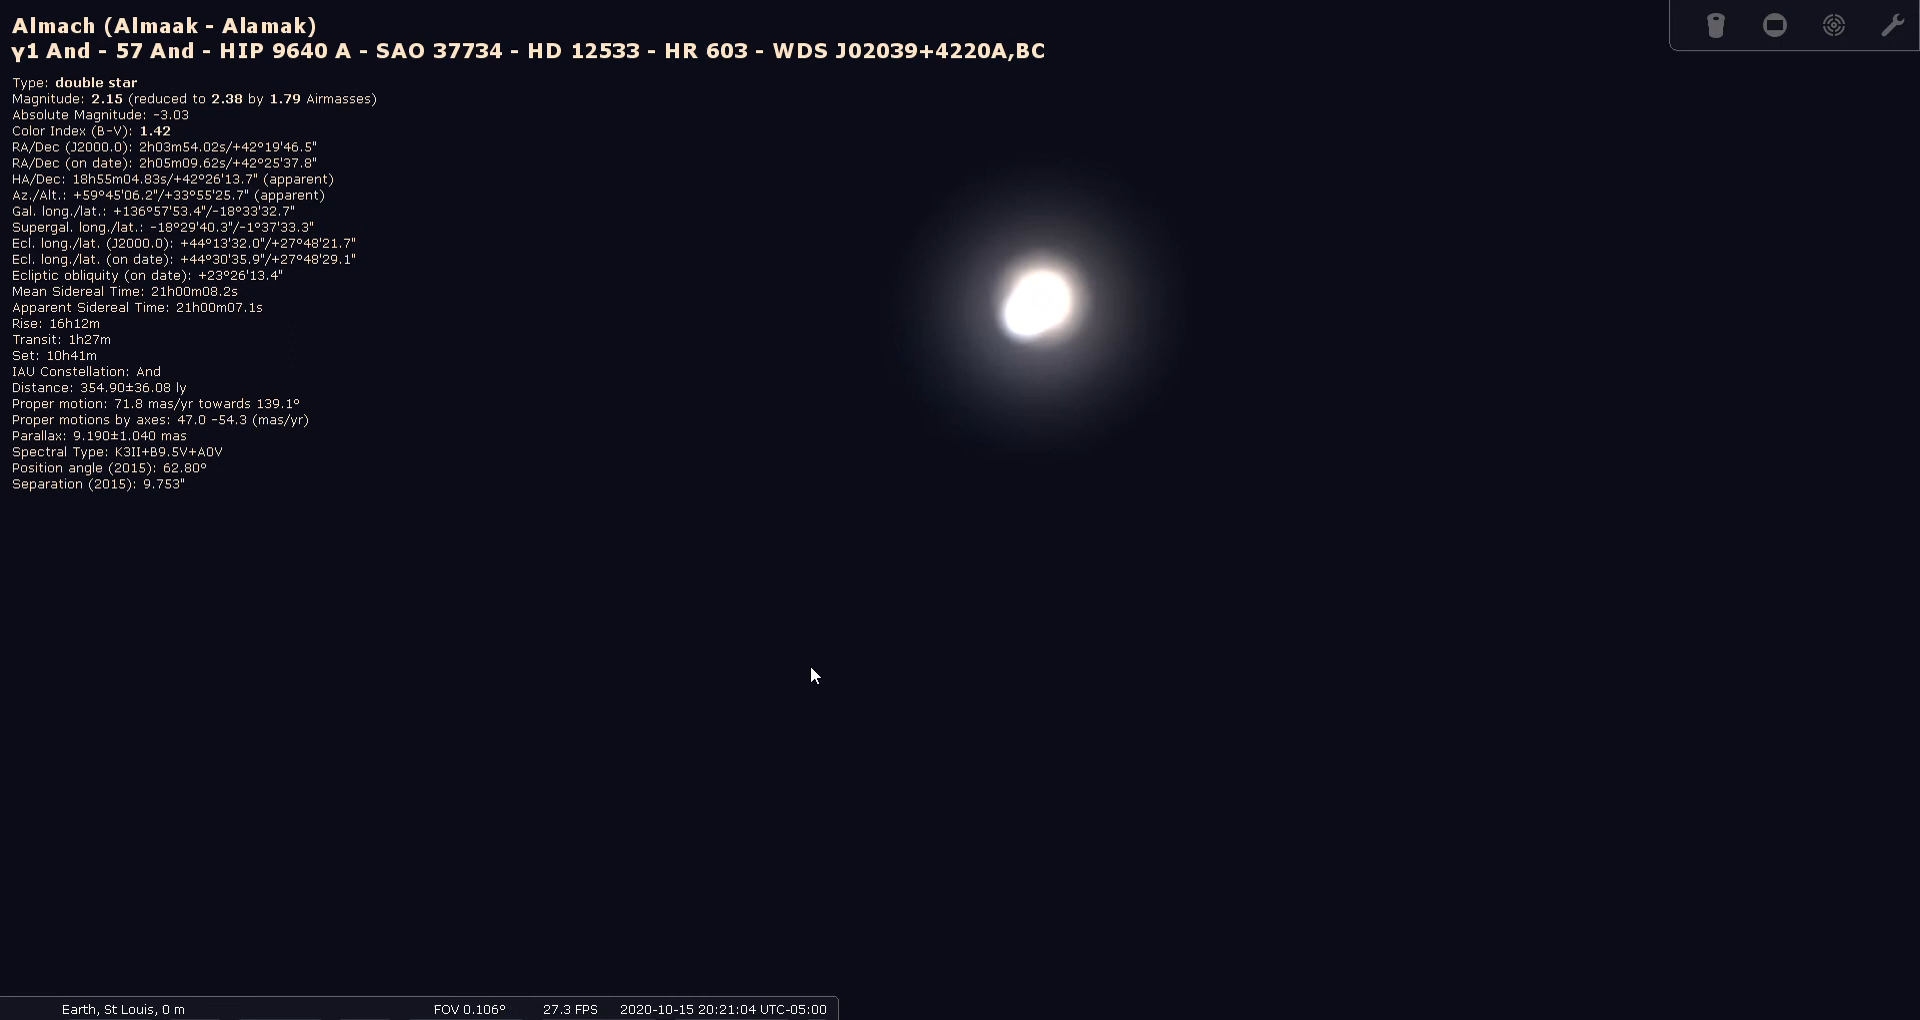 Almach (Almaak - Alamak)
γ1 And - 57 And - HIP 9640 A - SAO 37734 - HD 12533 - HR 603 - WDS J02039+4220A,BC
Type: double star
Magnitude: 2.15 (reduced to 2.38 by 1.79 Airmasses)
Absolute Magnitude: -3.03
Color Index (B-V): 1.42
RA/Dec (J2000.0): 2h03m54.02s/+42°19'46.5"
RA/Dec (on date): 2h05m09.62s/+42°25'37.8"
HA/Dec: 18h55m04.83s/+42°26'13.7" (apparent)
Az./Alt.: +59°45'06.2"/+33°55'25.7" (apparent)
Gal. long./lat.: +136°57'53.4"/-18°33'32.7"
Supergal. long./lat.: -18°29'40.3"/-1°37'33.3"
Ecl. long./lat. (J2000.0): +44°13'32.0"/+27°48'21.7"
Ecl. long./lat. (on date): +44°30'35.9"/+27°48'29.1"
Ecliptic obliquity (on date): +23°26'13.4"
Mean Sidereal Time: 21h00m08.2s
Apparent Sidereal Time: 21h00m07.1s
Rise: 16h12m
Transit: 1h27m
Set: 10h41m
IAU Constellation: And
Distance: 354.90±36.08 ly
Proper motion: 71.8 mas/yr towards 139.1°
Proper motions by axes: 47.0 -54.3 (mas/yr)
Parallax: 9.190±1.040 mas
Spectral Type: K3II+B9.5V+A0V
Position angle (2015): 62.80°
Separation (2015): 9.753"
Earth, St Louis, 0 m FOV 0.106° 27.3 FPS 2020-10-15 20:21:04 UTC-05:00